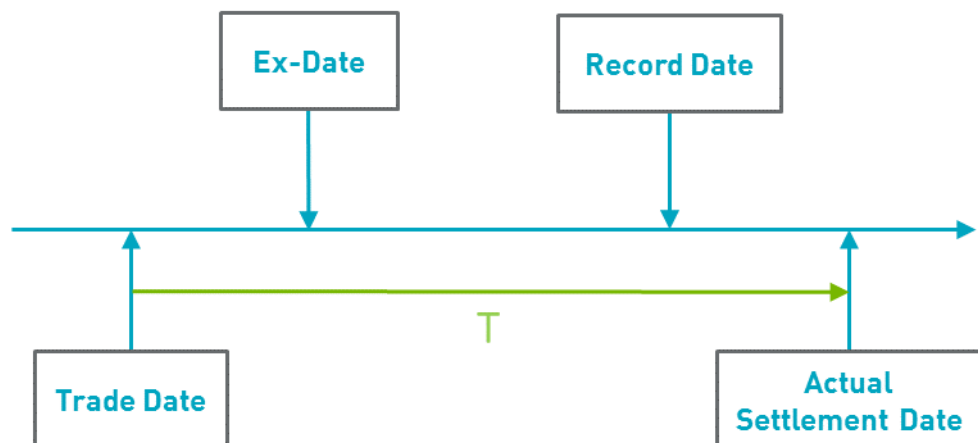 Ex-Date
Record Date
T
Trade Date
Actual
Settlement Date